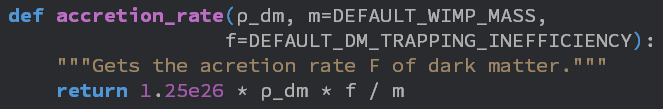 def accretion_rate(ρ_dm, m=DEFAULT_WIMP_MASS,
f=DEFAULT_DM_TRAPPING_INEFFICIENCY):
"""Gets the acretion rate F of dark matter."""
return 1.25e26 * ρ_dm * f / m